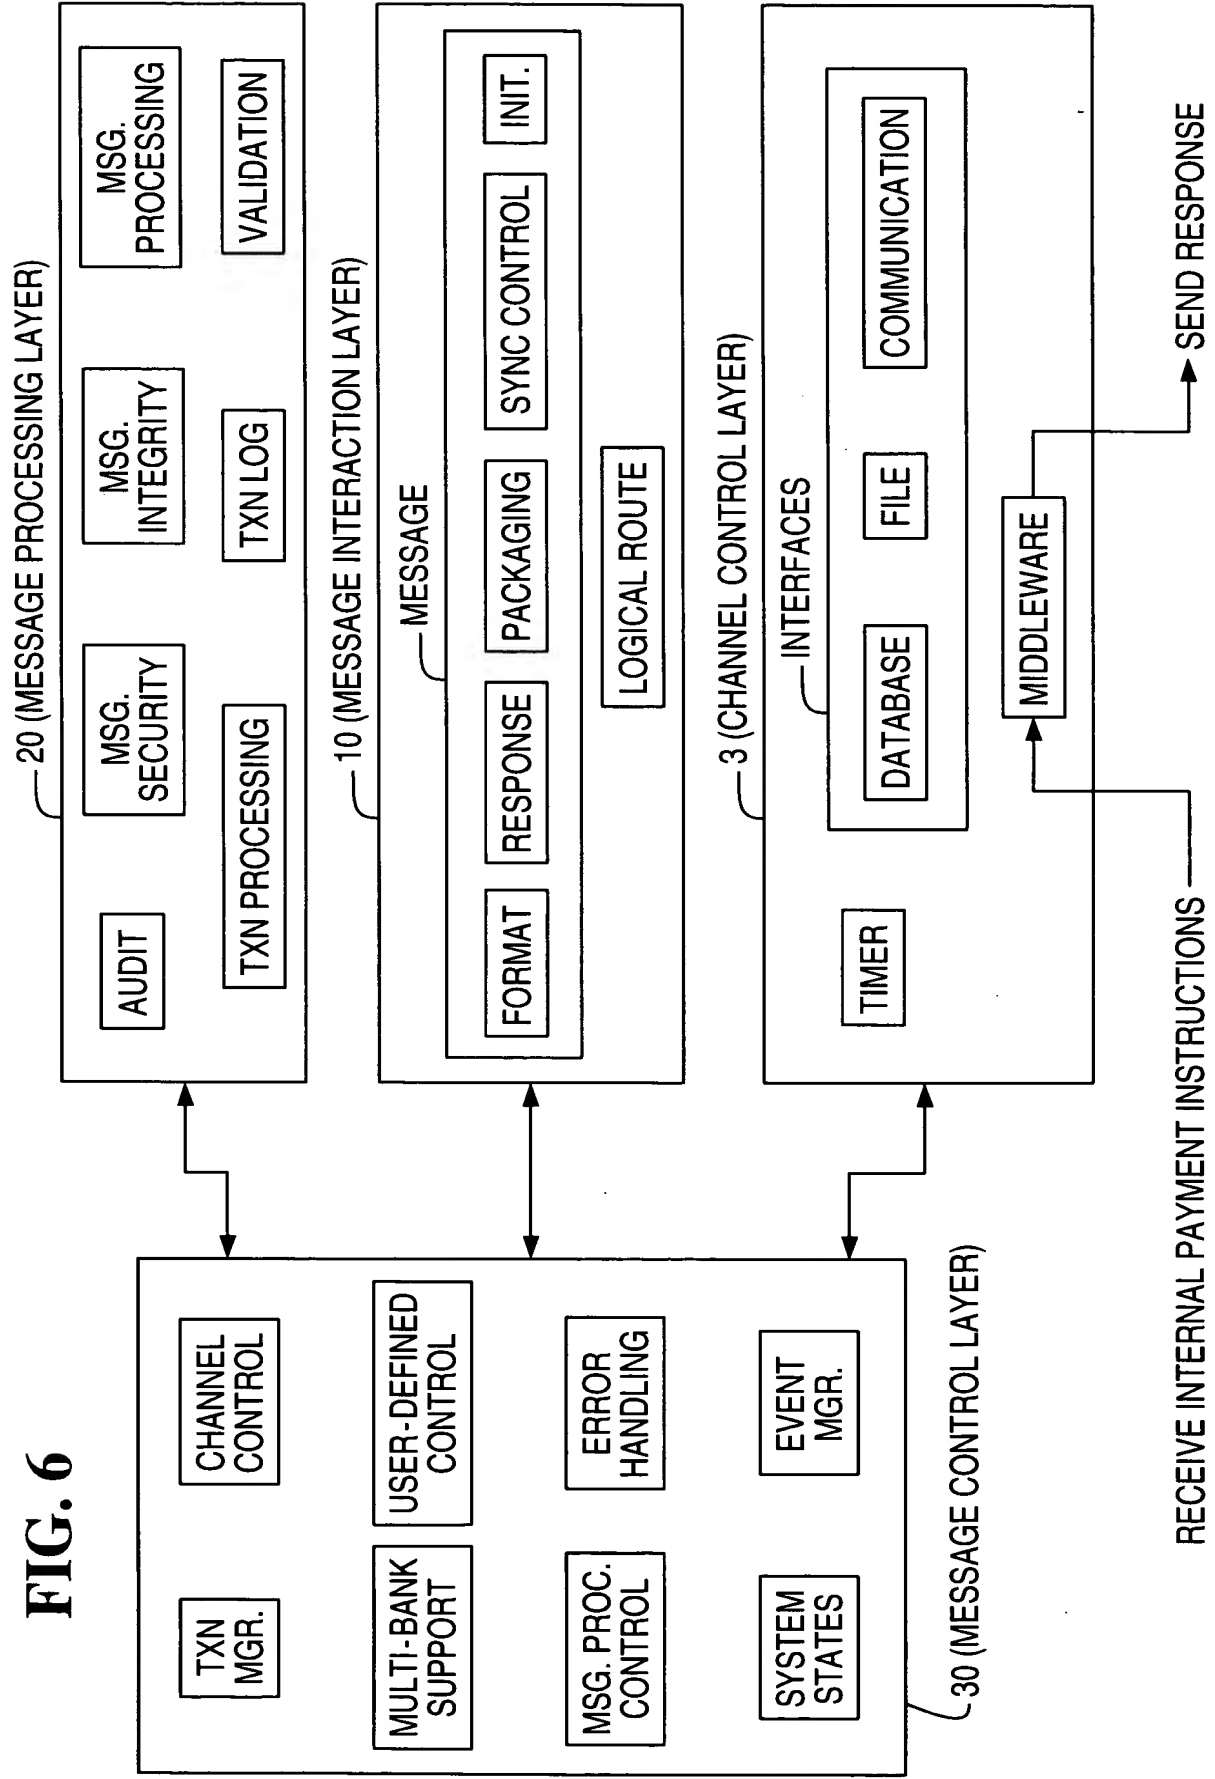 FIG. 6
TXN
MGR.
CHANNEL
CONTROL
MULTI-BANK
SUPPORT
USER-DEFINED
CONTROL
MSG. PROC.
CONTROL
ERROR
HANDLING
SYSTEM
STATES
EVENT
MGR.
30 (MESSAGE CONTROL LAYER)
20 (MESSAGE PROCESSING LAYER)
AUDIT
MSG.
SECURITY
MSG.
INTEGRITY
MSG.
PROCESSING
TXN PROCESSING
TXN LOG
VALIDATION
10 (MESSAGE INTERACTION LAYER)
MESSAGE
FORMAT
RESPONSE
PACKAGING
SYNC CONTROL
INIT.
LOGICAL ROUTE
3 (CHANNEL CONTROL LAYER)
INTERFACES
TIMER
DATABASE
FILE
COMMUNICATION
MIDDLEWARE
RECEIVE INTERNAL PAYMENT INSTRUCTIONS
SEND RESPONSE